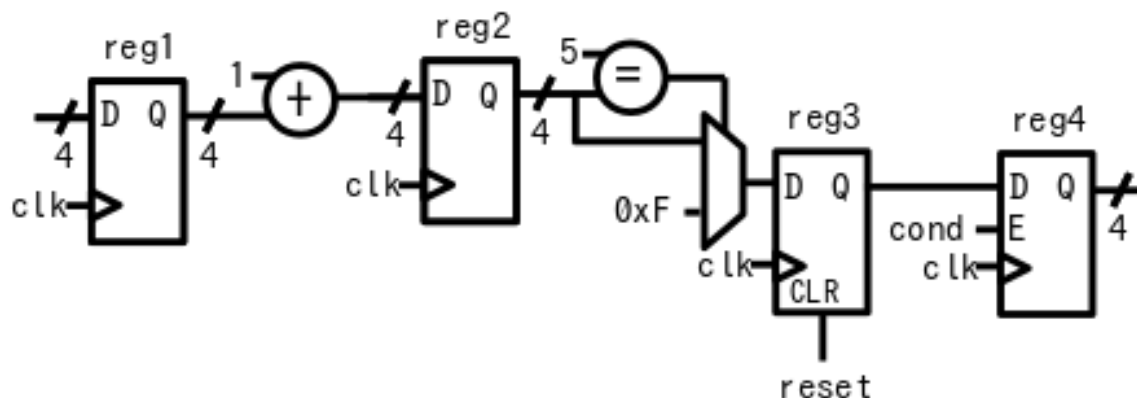 reg1
D Q
4
4
clk
1
+
reg2
D Q
4
4
clk
5
=
0xF
reg3
D Q
clk
CLR
reset
reg4
D Q
cond
E
clk
4